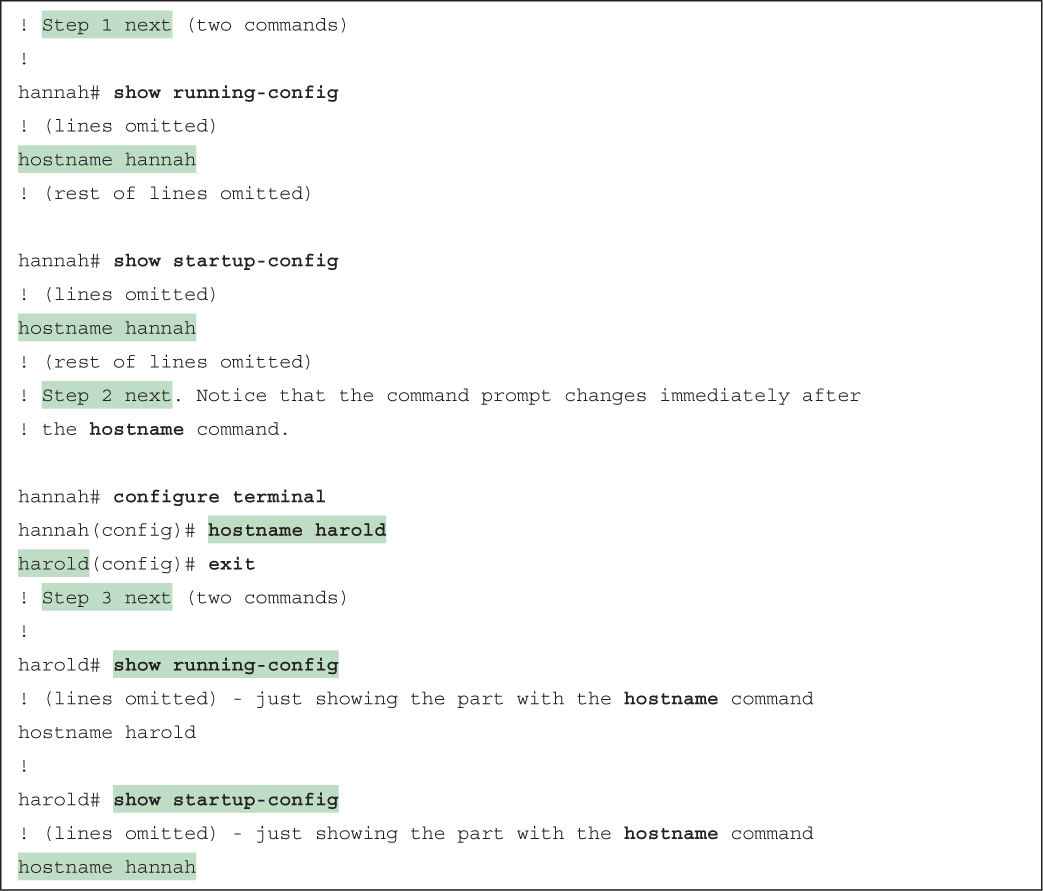 ! Step 1 next (two commands)
!
hannah# show running-config
! (lines omitted)
hostname hannah
! (rest of lines omitted)
hannah# show startup-config
! (lines omitted)
hostname hannah
! (rest of lines omitted)
! Step 2 next. Notice that the command prompt changes immediately after
! the hostname command.
hannah# configure terminal
hannah(config)# hostname harold
harold(config)# exit
! Step 3 next (two commands)
!
harold# show running-config
! (lines omitted) - just showing the part with the hostname command
hostname harold
!
harold# show startup-config
! (lines omitted) - just showing the part with the hostname command
hostname hannah